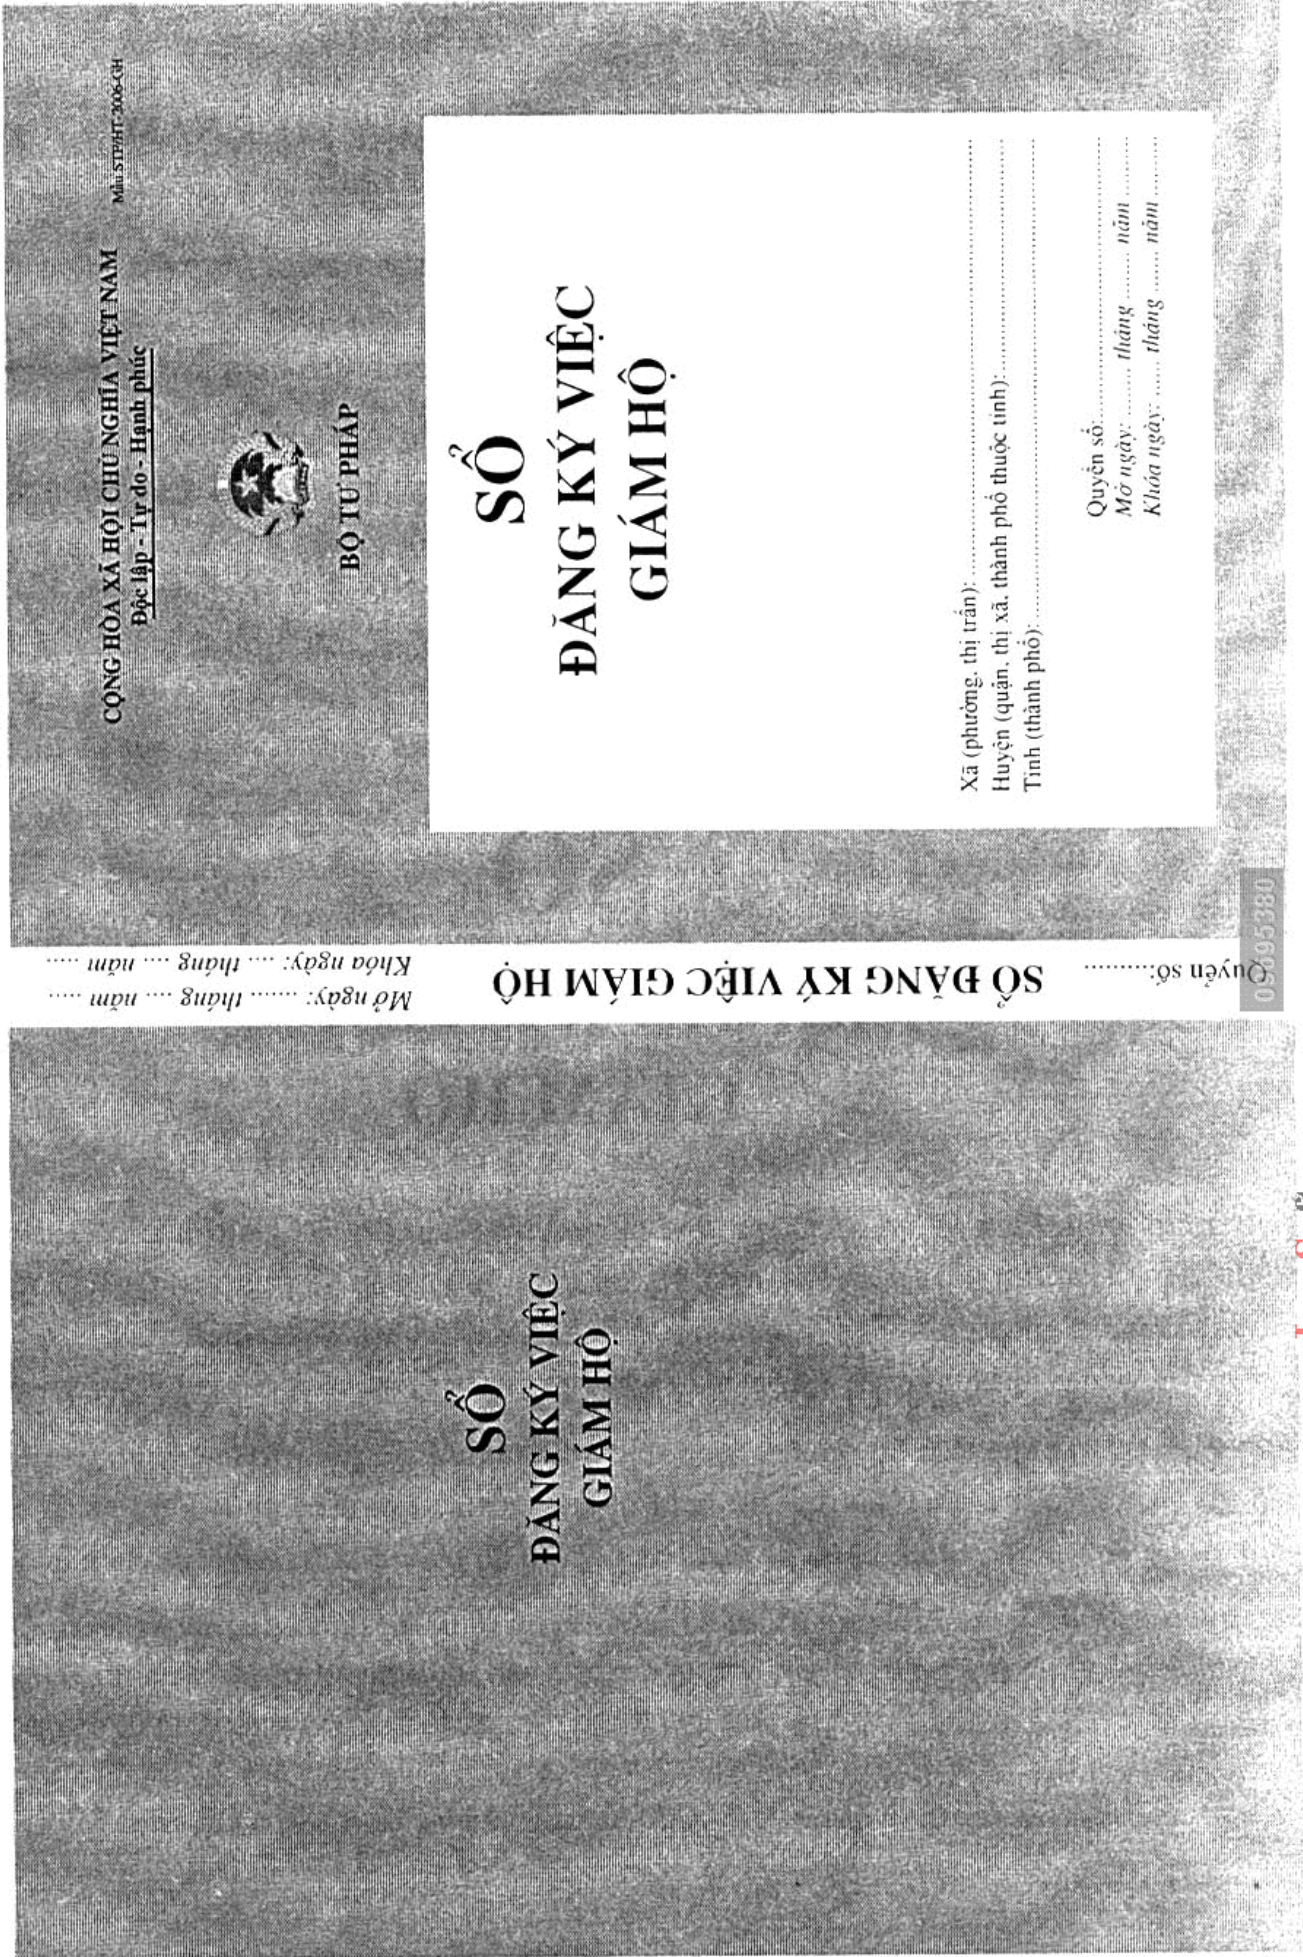 Mẫu STP/HT-2006-GH
CỘNG HÒA XÃ HỘI CHỦ NGHĨA VIỆT NAM
Độc lập - Tự do - Hạnh phúc
BỘ TƯ PHÁP
SỔ
ĐĂNG KÝ VIỆC
GIÁM HỘ
Xã (phường, thị trấn):
Huyện (quận, thị xã, thành phố thuộc tỉnh):
Tỉnh (thành phố):
Quyển số:
Mở ngày: ....... tháng ....... năm .......
Khóa ngày: ....... tháng ....... năm .......
Quyển số:.........
SỔ ĐĂNG KÝ VIỆC GIÁM HỘ
Mở ngày: ....... tháng .... năm .....
Khóa ngày: .... tháng .... năm .....
09695380
SỔ
ĐĂNG KÝ VIỆC
GIÁM HỘ